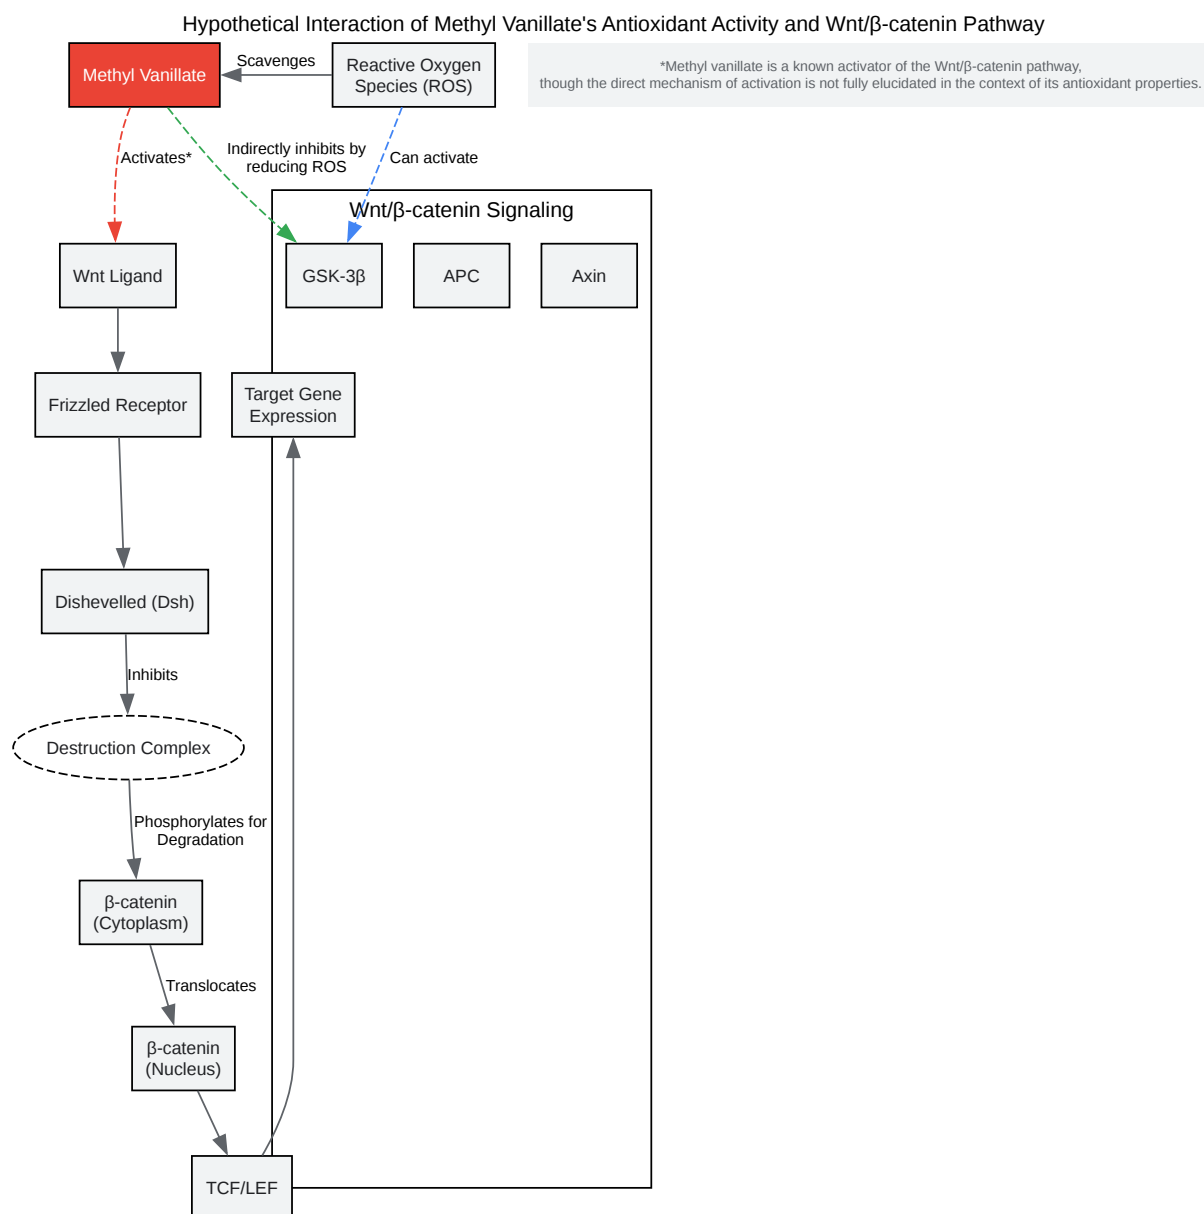 Hypothetical Interaction of Methyl Vanillate's Antioxidant Activity and Wnt/β-catenin Pathway
Methyl Vanillate
Scavenges
Reactive Oxygen
Species (ROS)
*Methyl vanillate is a known activator of the Wnt/β-catenin pathway,
though the direct mechanism of activation is not fully elucidated in the context of its antioxidant properties.
Activates*
Indirectly inhibits by
reducing ROS
Can activate
Wnt/β-catenin Signaling
Wnt Ligand
GSK-3β
APC
Axin
Frizzled Receptor
Target Gene
Expression
Dishevelled (Dsh)
Inhibits
Destruction Complex
Phosphorylates for
Degradation
β-catenin
(Cytoplasm)
Translocates
β-catenin
(Nucleus)
TCF/LEF